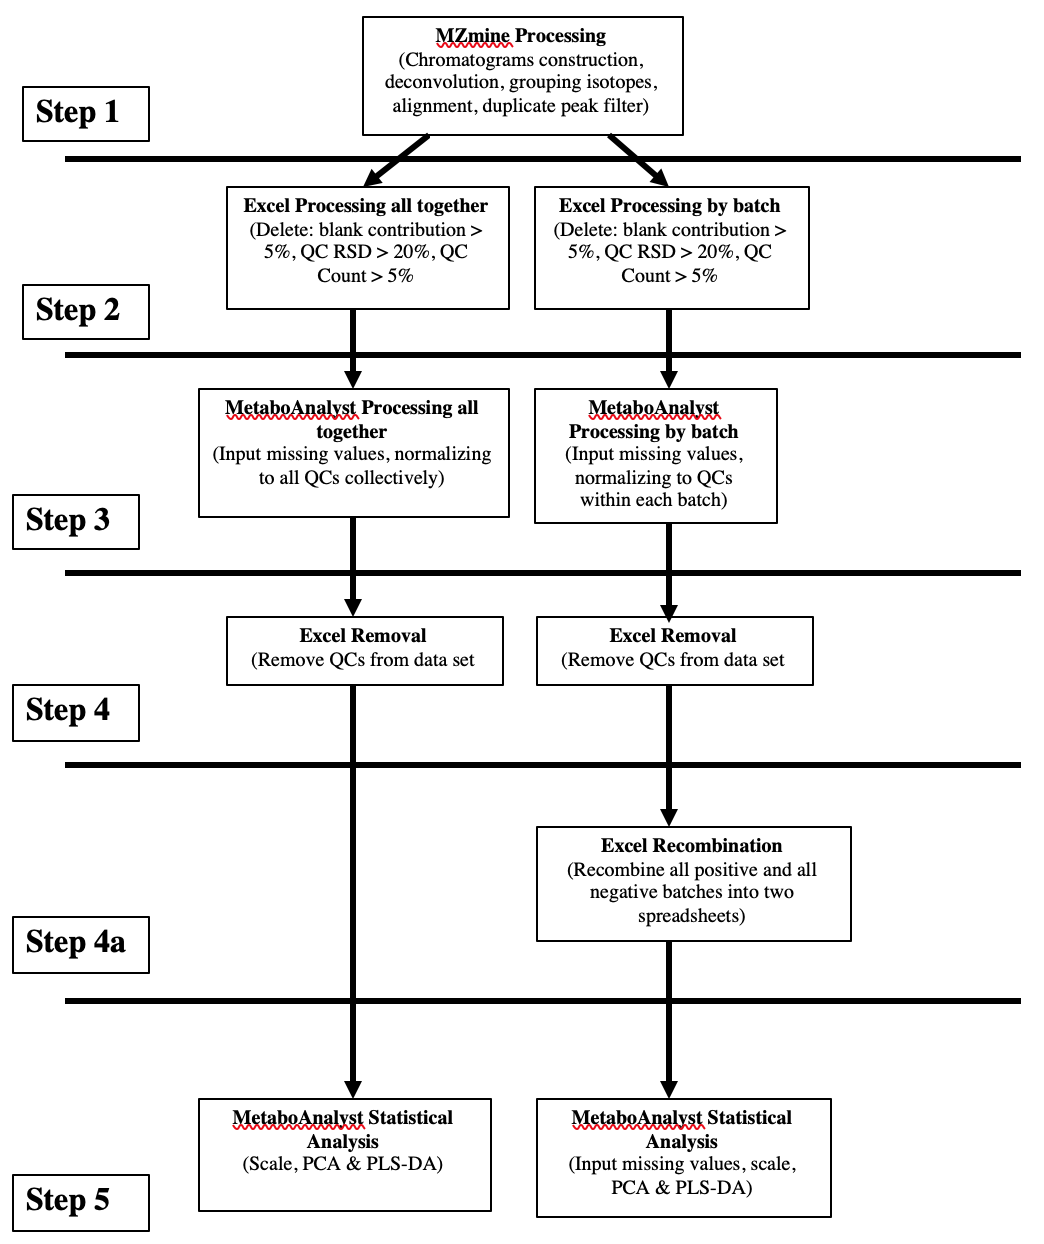 MZmine Processing
(Chromatograms construction,
deconvolution, grouping isotopes,
alignment, duplicate peak filter)
Step 1
Excel Processing all together
(Delete: blank contribution >
5%, QC RSD > 20%, QC
Count > 5%
Excel Processing by batch
(Delete: blank contribution >
5%, QC RSD > 20%, QC
Count > 5%
Step 2
MetaboAnalyst Processing all
together
(Input missing values, normalizing
to all QCs collectively)
MetaboAnalyst
Processing by batch
(Input missing values,
normalizing to QCs
within each batch)
Step 3
Excel Removal
(Remove QCs from data set
Excel Removal
(Remove QCs from data set
Step 4
Excel Recombination
(Recombine all positive and all
negative batches into two
spreadsheets)
Step 4a
MetaboAnalyst Statistical
Analysis
(Scale, PCA & PLS-DA)
MetaboAnalyst Statistical
Analysis
(Input missing values, scale,
PCA & PLS-DA)
Step 5